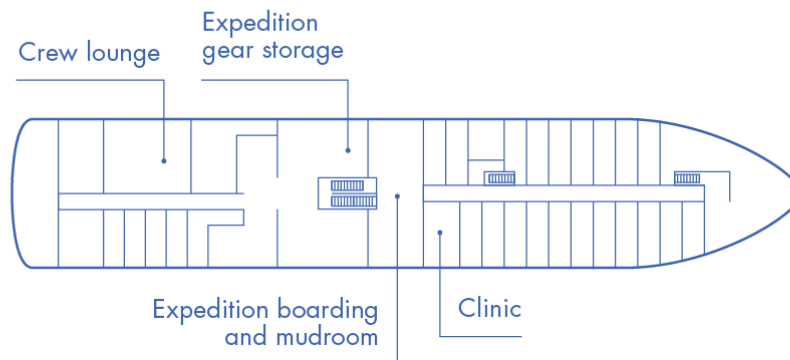 Expedition
gear storage
Crew lounge
Expedition boarding
and mudroom
Clinic